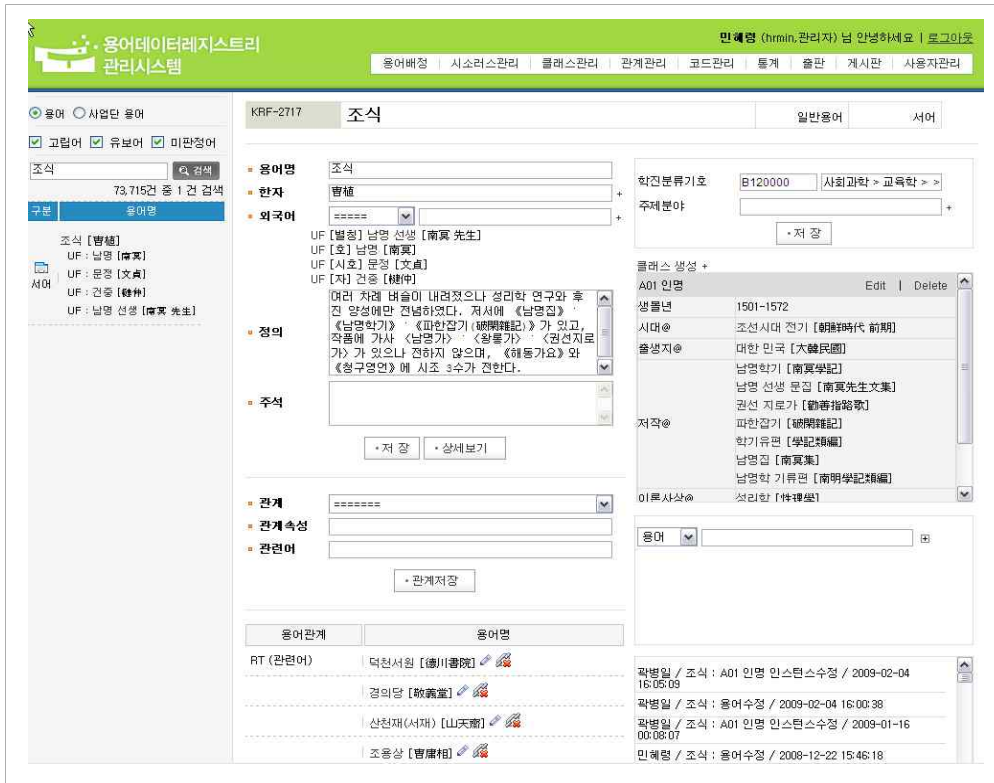 용어데이터레지스트리
관리시스템
민혜령 (hrmin,관리자) 님 안녕하세요 | 로그아웃
용어배정 | 시소러스관리 | 클래스관리 | 관계관리 | 코드관리 | 통계 | 출판 | 게시판 | 사용자관리
용어 사업단 용어
고립어 유보어 미판정어
조식 검색
73,715건 중 1 건 검색
구분 용어명
조식 [曺植]
UF : 남명 [南冥]
서어
UF : 문정 [文貞]
UF : 건중 [楗仲]
UF : 남명 선생 [南冥 先生]
KRF-2717 조식 일반용어 서어
용어명 조식
한자 曺植 +
외국어 ===== +
UF [별칭] 남명 선생 [南冥 先生]
UF [호] 남명 [南冥]
UF [시호] 문정 [文貞]
UF [자] 건중 [楗仲]
정의
여러 차례 벼슬이 내려졌으나 성리학 연구와 후
진 양성에만 전념하였다. 저서에 《남명집》ㆍ
《남명학기》ㆍ《파한잡기(破閑雜記)》가 있고,
작품에 가사 〈남명가〉ㆍ〈왕롱가〉ㆍ〈권선지로
가〉가 있으나 전하지 않으며, 《해동가요》와
《청구영언》에 시조 3수가 전한다.
주석
저 장 상세보기
관계 =======
관계속성
관련어
관계저장
용어관계 용어명
RT (관련어) 덕천서원 [德川書院]
경의당 [敬義堂]
산천재(서재) [山天齋]
조용상 [曺庸相]
학진분류기호 B120000 사회과학 > 교육학 > >
주제분야 +
저 장
클래스 생성 +
A01 인명 Edit | Delete
생몰년 1501-1572
시대@ 조선시대 전기 [朝鮮時代 前期]
출생지@ 대한 민국 [大韓民國]
저작@
남명학기 [南冥學記]
남명 선생 문집 [南冥先生文集]
권선 지로가 [勸善指路歌]
파한잡기 [破閑雜記]
학기유편 [學記類編]
남명집 [南冥集]
남명학 기류편 [南明學記類編]
이론사상@ 성리학 [性理學]
용어
곽병일 / 조식 : A01 인명 인스턴스수정 / 2009-02-04
16:05:09
곽병일 / 조식 : 용어수정 / 2009-02-04 16:00:38
곽병일 / 조식 : A01 인명 인스턴스수정 / 2009-01-16
00:08:07
민혜령 / 조식 : 용어수정 / 2008-12-22 15:46:18